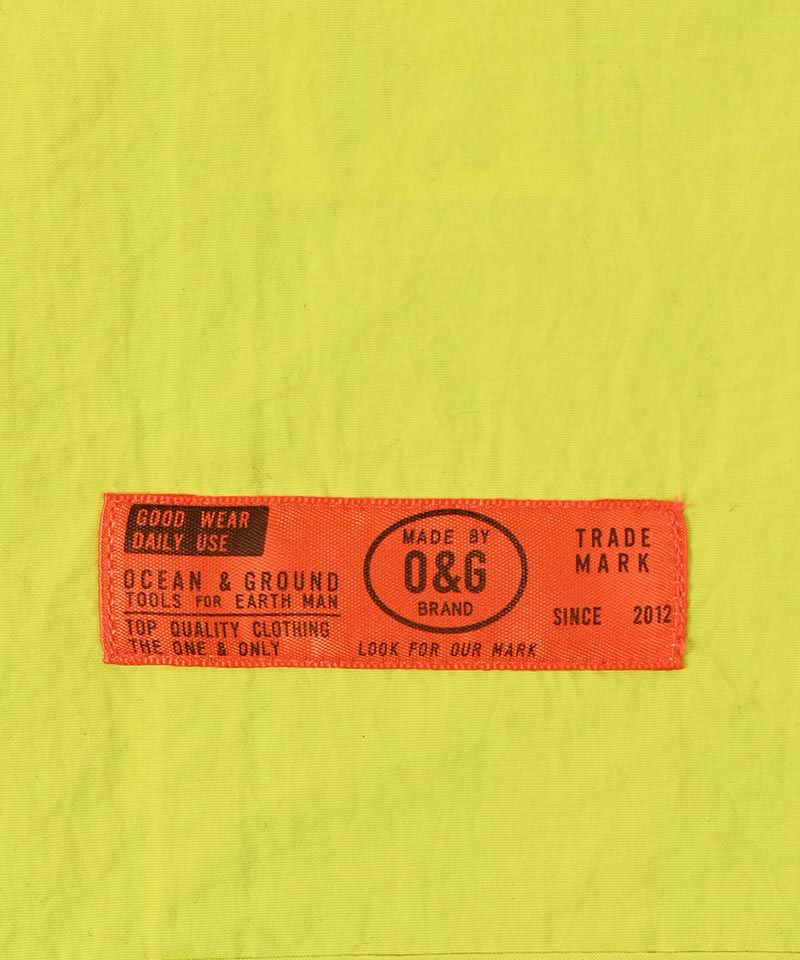 GOOD WEAR
DAILY USE
OCEAN & GROUND
TOOLS FOR EARTH MAN
TOP QUALITY CLOTHING
THE ONE & ONLY
MADE BY
O&G
BRAND
LOOK FOR OUR MARK
TRADE
MARK
SINCE 2012